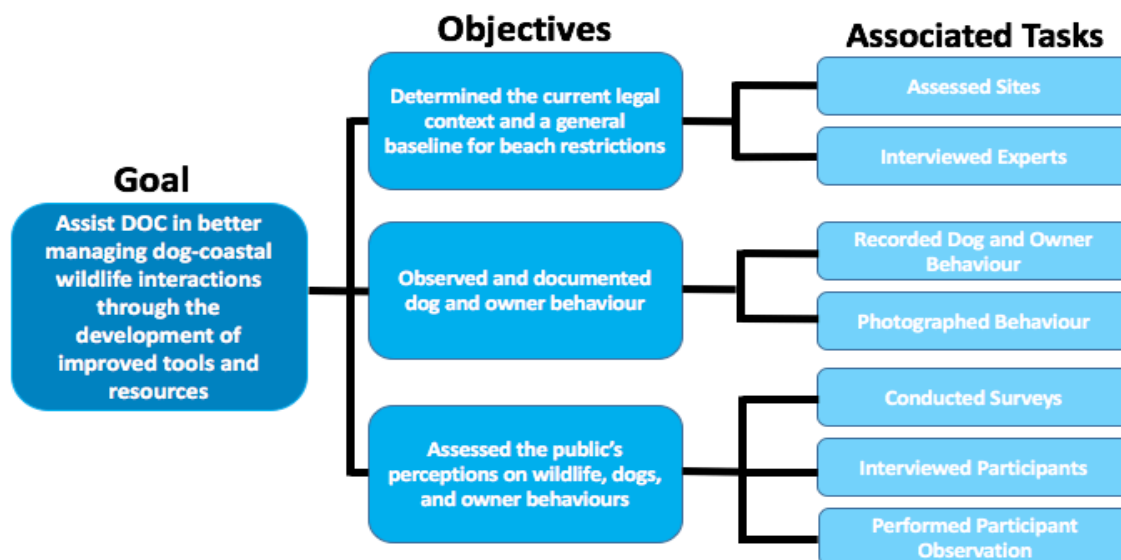 Goal
Assist DOC in better
managing dog-coastal
wildlife interactions
through the
development of
improved tools and
resources
Objectives
Determined the current legal
context and a general
baseline for beach restrictions
Observed and documented
dog and owner behaviour
Assessed the public's
perceptions on wildlife, dogs,
and owner behaviours
Associated Tasks
Assessed Sites
Interviewed Experts
Recorded Dog and Owner
Behaviour
Photographed Behaviour
Conducted Surveys
Interviewed Participants
Performed Participant
Observation